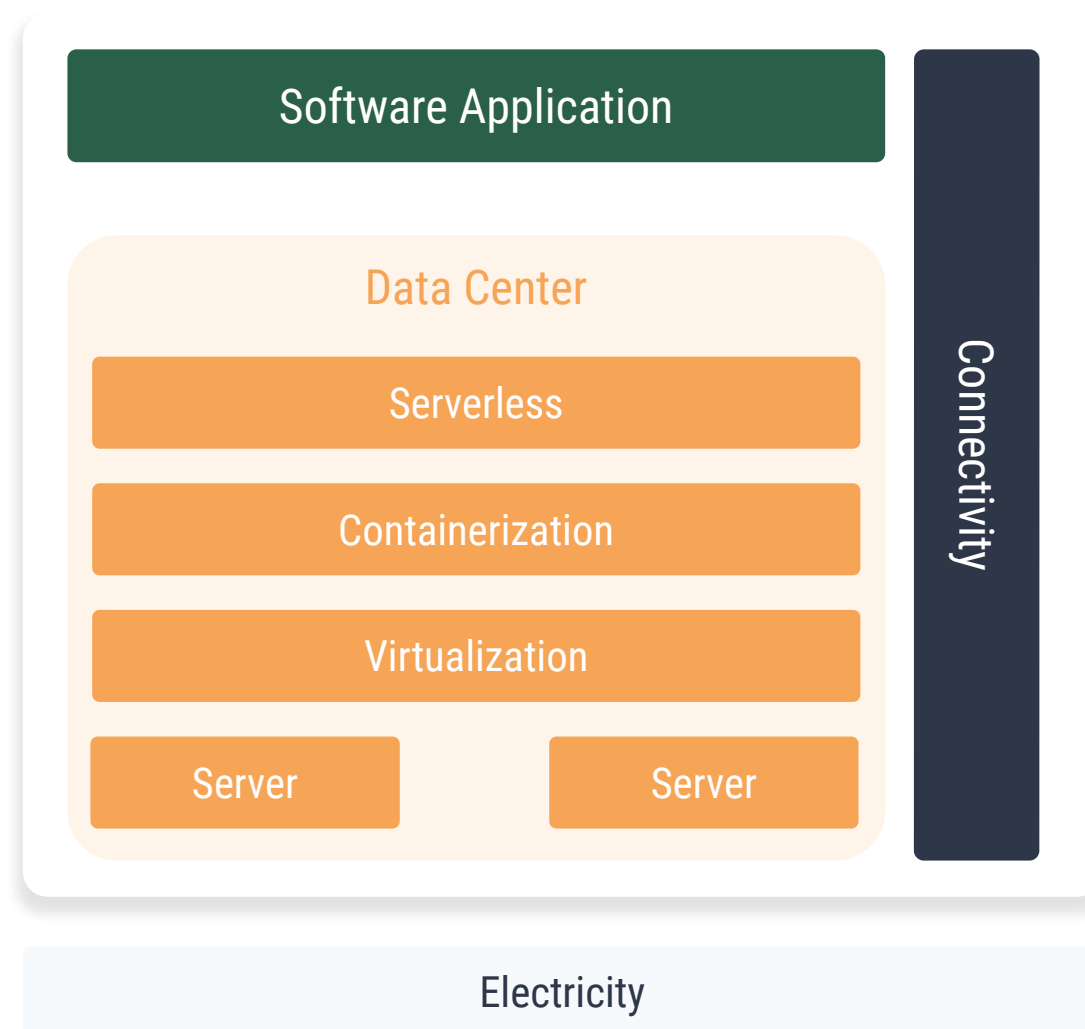 Software Application
Data Center
Serverless
Containerization
Virtualization
Server
Server
Connectivity
Electricity